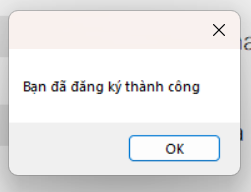 Bạn đã đăng ký thành công
OK